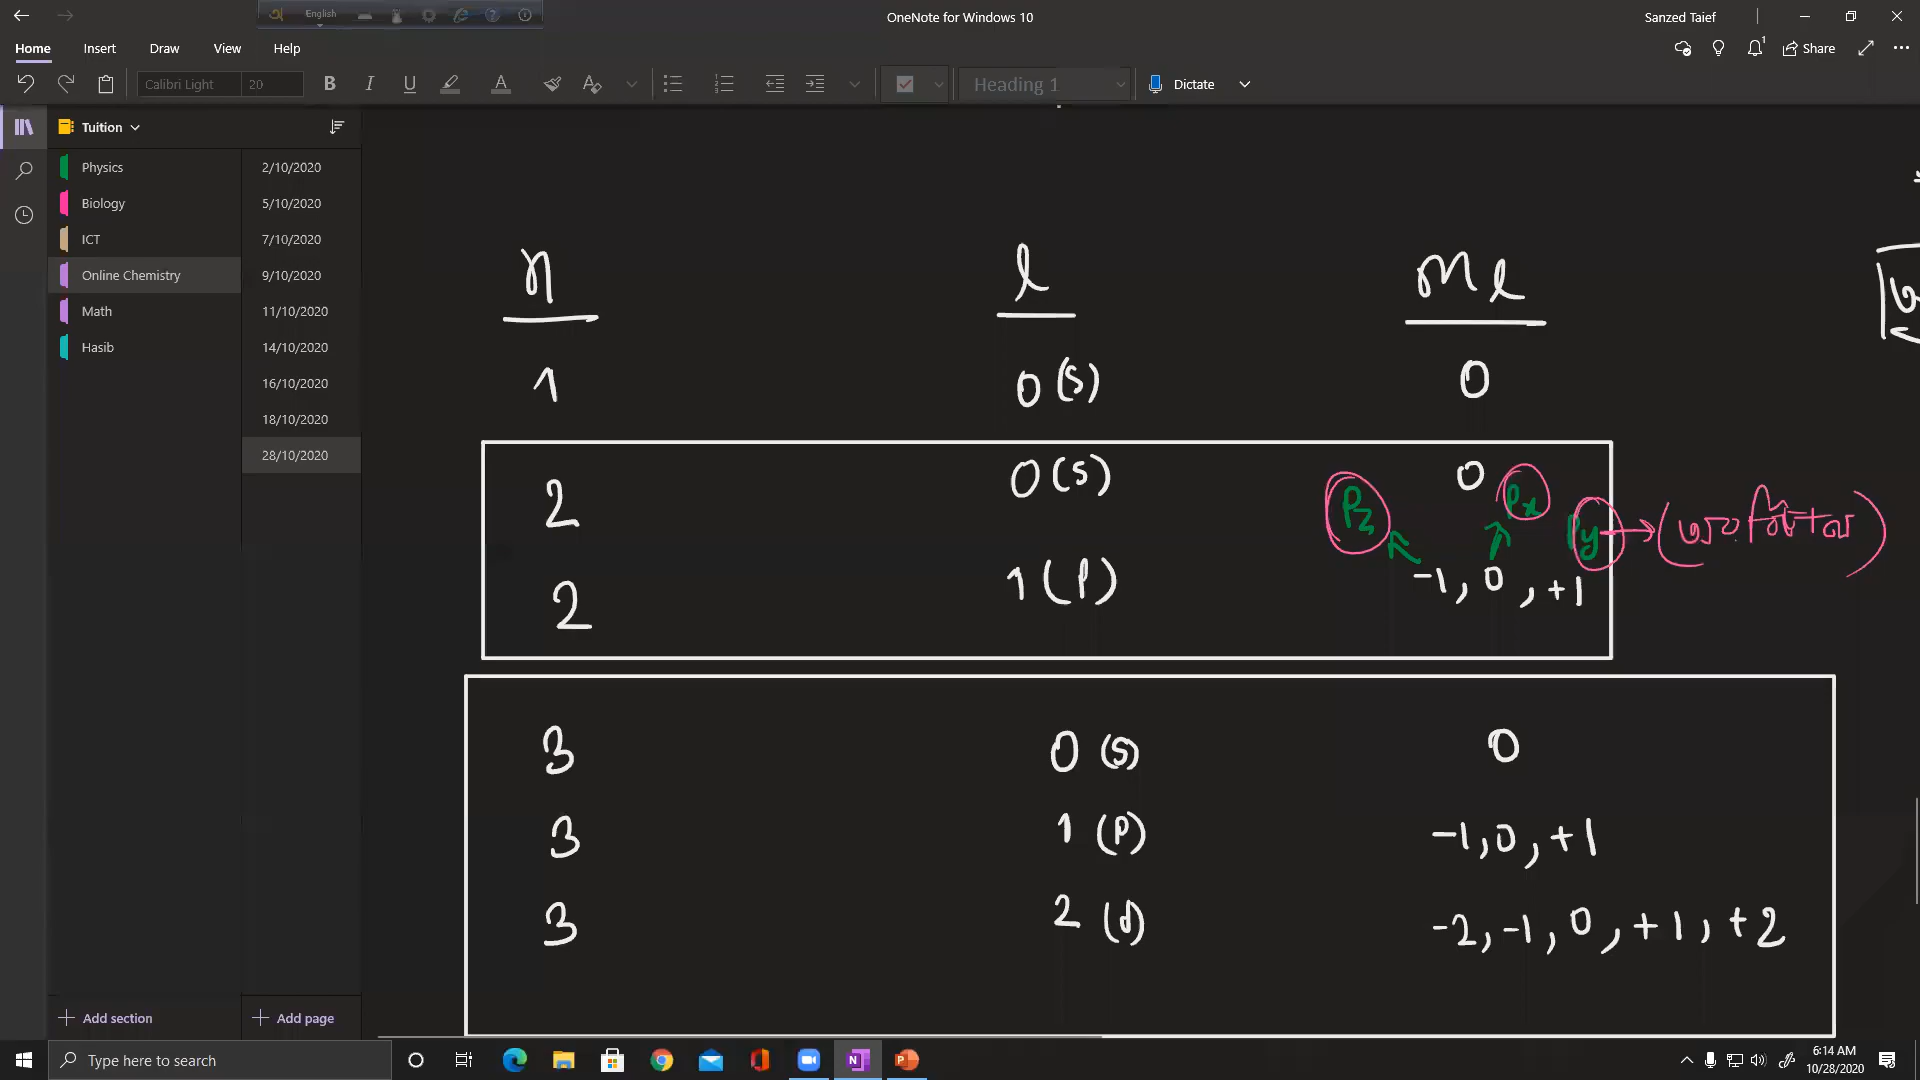 English
OneNote for Windows 10
Sanzed Taief
Home Insert Draw View Help
1 Share
Calibri Light 20
B I U A
Heading 1
Dictate
Tuition
Physics
Biology
ICT
Online Chemistry
Math
Hasib
2/10/2020
5/10/2020
7/10/2020
9/10/2020
11/10/2020
14/10/2020
16/10/2020
18/10/2020
28/10/2020
n l ml
1 0 (s) 0
2 0 (s) 0
Pz Px Py
2 1 (p) -1, 0, +1
3 0 (s) 0
3 1 (p) -1, 0, +1
3 2 (d) -2, -1, 0, +1, +2
Add section
Add page
Type here to search
6:14 AM
10/28/2020